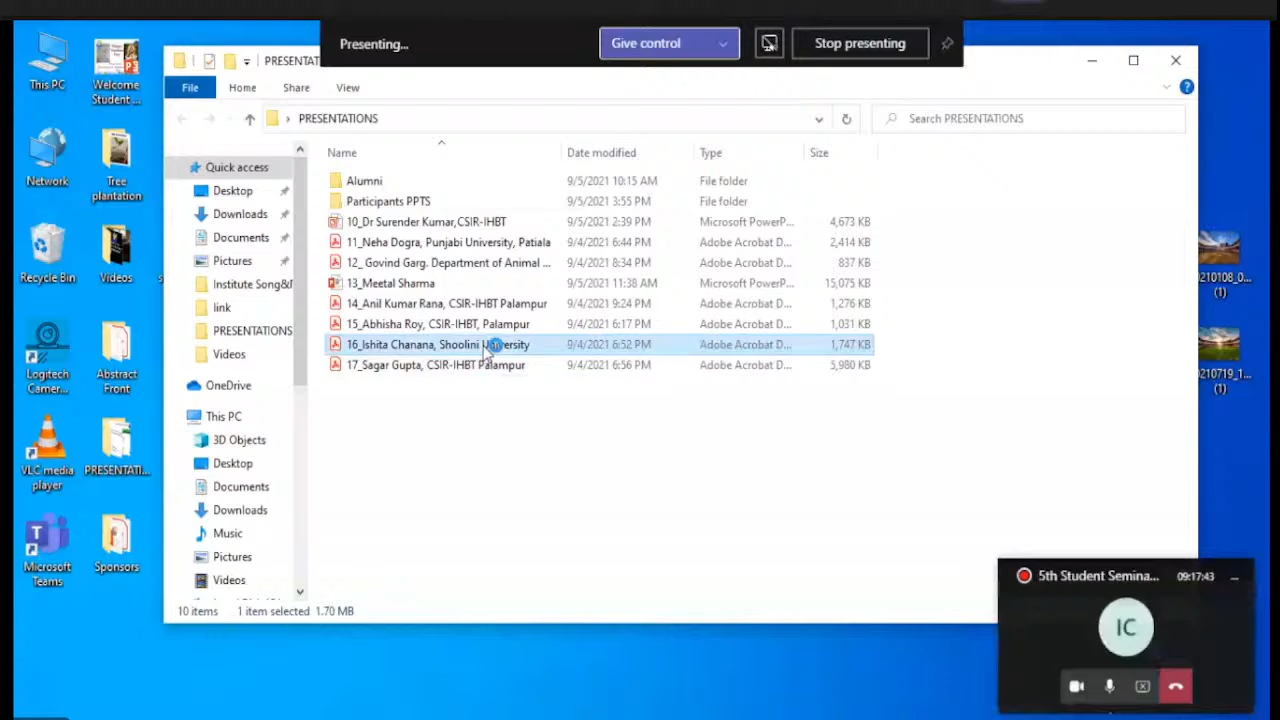 Presenting...
Give control
Stop presenting
PRESENTAT
File
Home
Share
View
PRESENTATIONS
Search PRESENTATIONS
Name
Date modified
Type
Size
Alumni
9/5/2021 10:15 AM
File folder
Participants PPTS
9/5/2021 3:55 PM
File folder
10_Dr Surender Kumar,CSIR-IHBT
9/5/2021 2:39 PM
Microsoft PowerP...
4,673 KB
11_Neha Dogra, Punjabi University, Patiala
9/4/2021 6:44 PM
Adobe Acrobat D...
2,414 KB
12_ Govind Garg. Department of Animal ...
9/4/2021 8:34 PM
Adobe Acrobat D...
837 KB
13_Meetal Sharma
9/5/2021 11:38 AM
Microsoft PowerP...
15,075 KB
14_Anil Kumar Rana, CSIR-IHBT Palampur
9/4/2021 9:24 PM
Adobe Acrobat D...
1,276 KB
15_Abhisha Roy, CSIR-IHBT, Palampur
9/4/2021 6:17 PM
Adobe Acrobat D...
1,031 KB
16_Ishita Chanana, Shoolini University
9/4/2021 6:52 PM
Adobe Acrobat D...
1,747 KB
17_Sagar Gupta, CSIR-IHBT Palampur
9/4/2021 6:56 PM
Adobe Acrobat D...
5,980 KB
Quick access
Desktop
Downloads
Documents
Pictures
Institute Song&
link
PRESENTATIONS
Videos
OneDrive
This PC
3D Objects
Desktop
Documents
Downloads
Music
Pictures
Videos
10 items
1 item selected 1.70 MB
This PC
Welcome
Student ...
Network
Tree
plantation
Recycle Bin
Videos
Logitech
Camer...
Abstract
Front
VLC media
player
PRESENTATI...
Microsoft
Teams
Sponsors
0210108_0...
(1)
0210719_1...
(1)
5th Student Semina...
09:17:43
IC